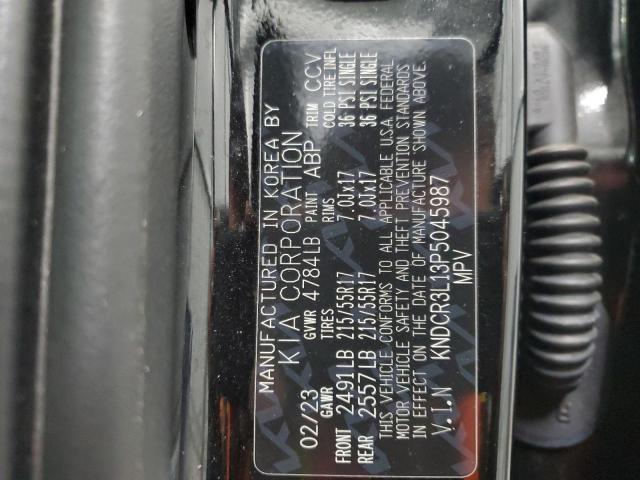 MANUFACTURED IN KOREA BY
KIA CORPORATION
02/23 GVWR 4784LB PAINT ABP TRIM CCV
GAWR TIRES RIMS COLD TIRE INFL
FRONT 2491LB 215/55R17 7.0Jx17 36 PSI SINGLE
REAR 2557LB 215/55R17 7.0Jx17 36 PSI SINGLE
THIS VEHICLE CONFORMS TO ALL APPLICABLE U.S.A. FEDERAL
MOTOR VEHICLE SAFETY AND THEFT PREVENTION STANDARDS
IN EFFECT ON THE DATE OF MANUFACTURE SHOWN ABOVE.
V.I.N KNDCR3L13P5045987
MPV